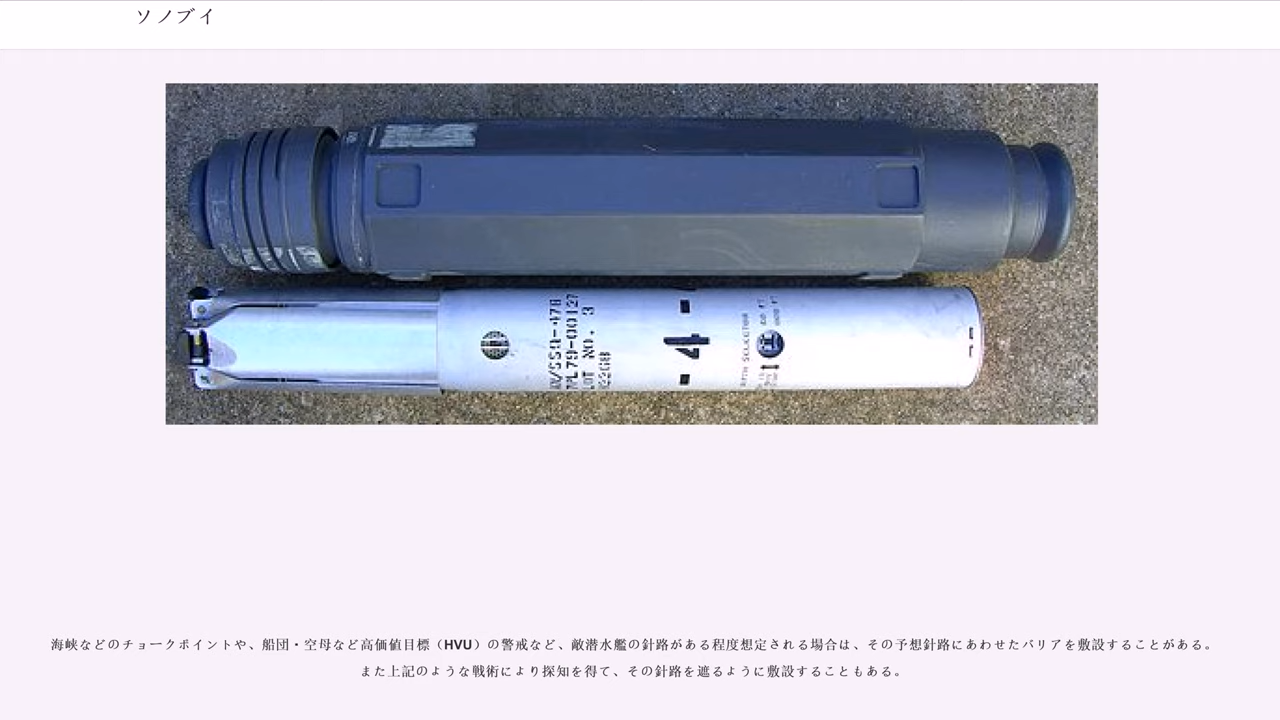 ソノブイ
LOT NO. 3
4
海峡などのチョークポイントや、船団・空母など高価値目標（HVU）の警戒など、敵潜水艦の針路がある程度想定される場合は、その予想針路にあわせたバリアを敷設することがある。
また上記のような戦術により探知を得て、その針路を遮るように敷設することもある。